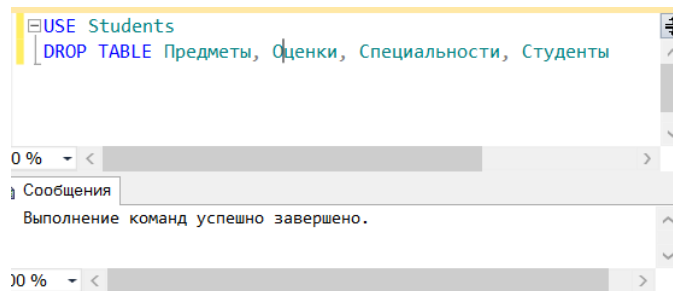 USE Students
DROP TABLE Предметы, Оценки, Специальности, Студенты
0 %
Сообщения
Выполнение команд успешно завершено.
00 %